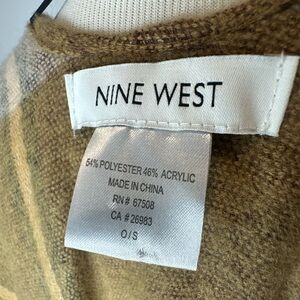 NINE WEST
54% POLYESTER 46% ACRYLIC
MADE IN CHINA
RN# 67508
CA # 26983
O/S